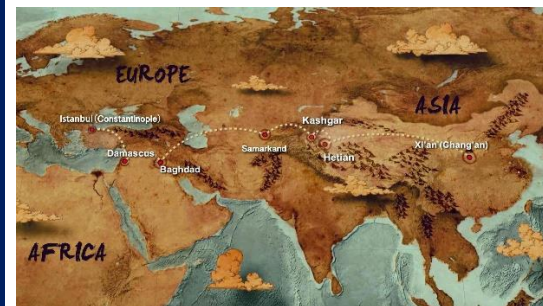 EUROPE
ASIA
Istanbul (Constantinople)
Kashgar
Damascus
Samarkand
Xi'an (Chang'an)
Baghdad
Hetian
AFRICA